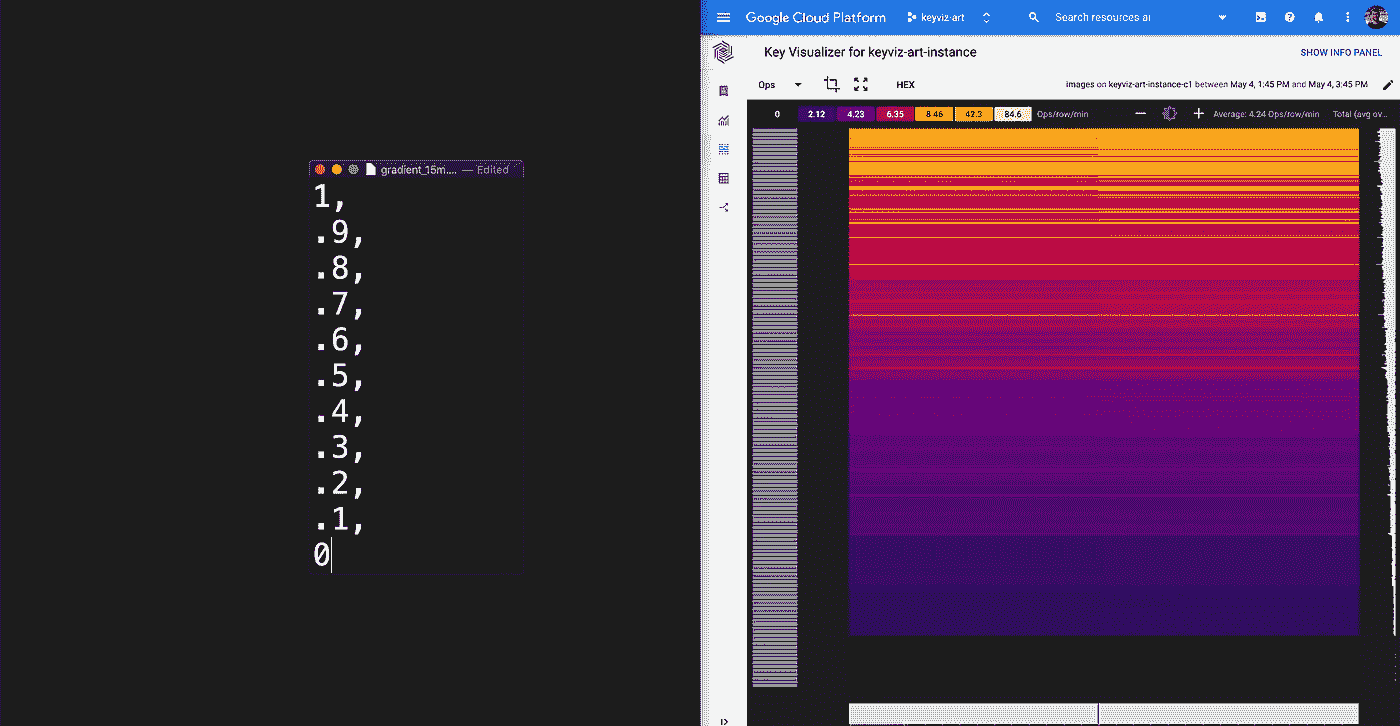 gradient_15m.... — Edited
1,
.9,
.8,
.7,
.6,
.5,
.4,
.3,
.2,
.1,
0
Google Cloud Platform keyviz-art Search resources ai
Key Visualizer for keyviz-art-instance SHOW INFO PANEL
Ops HEX images on keyviz-art-instance-c1 between May 4, 1:45 PM and May 4, 3:45 PM
0 2.12 4.23 6.35 8.46 42.3 84.6 Ops/row/min Average: 4.24 Ops/row/min Total (avg ov...